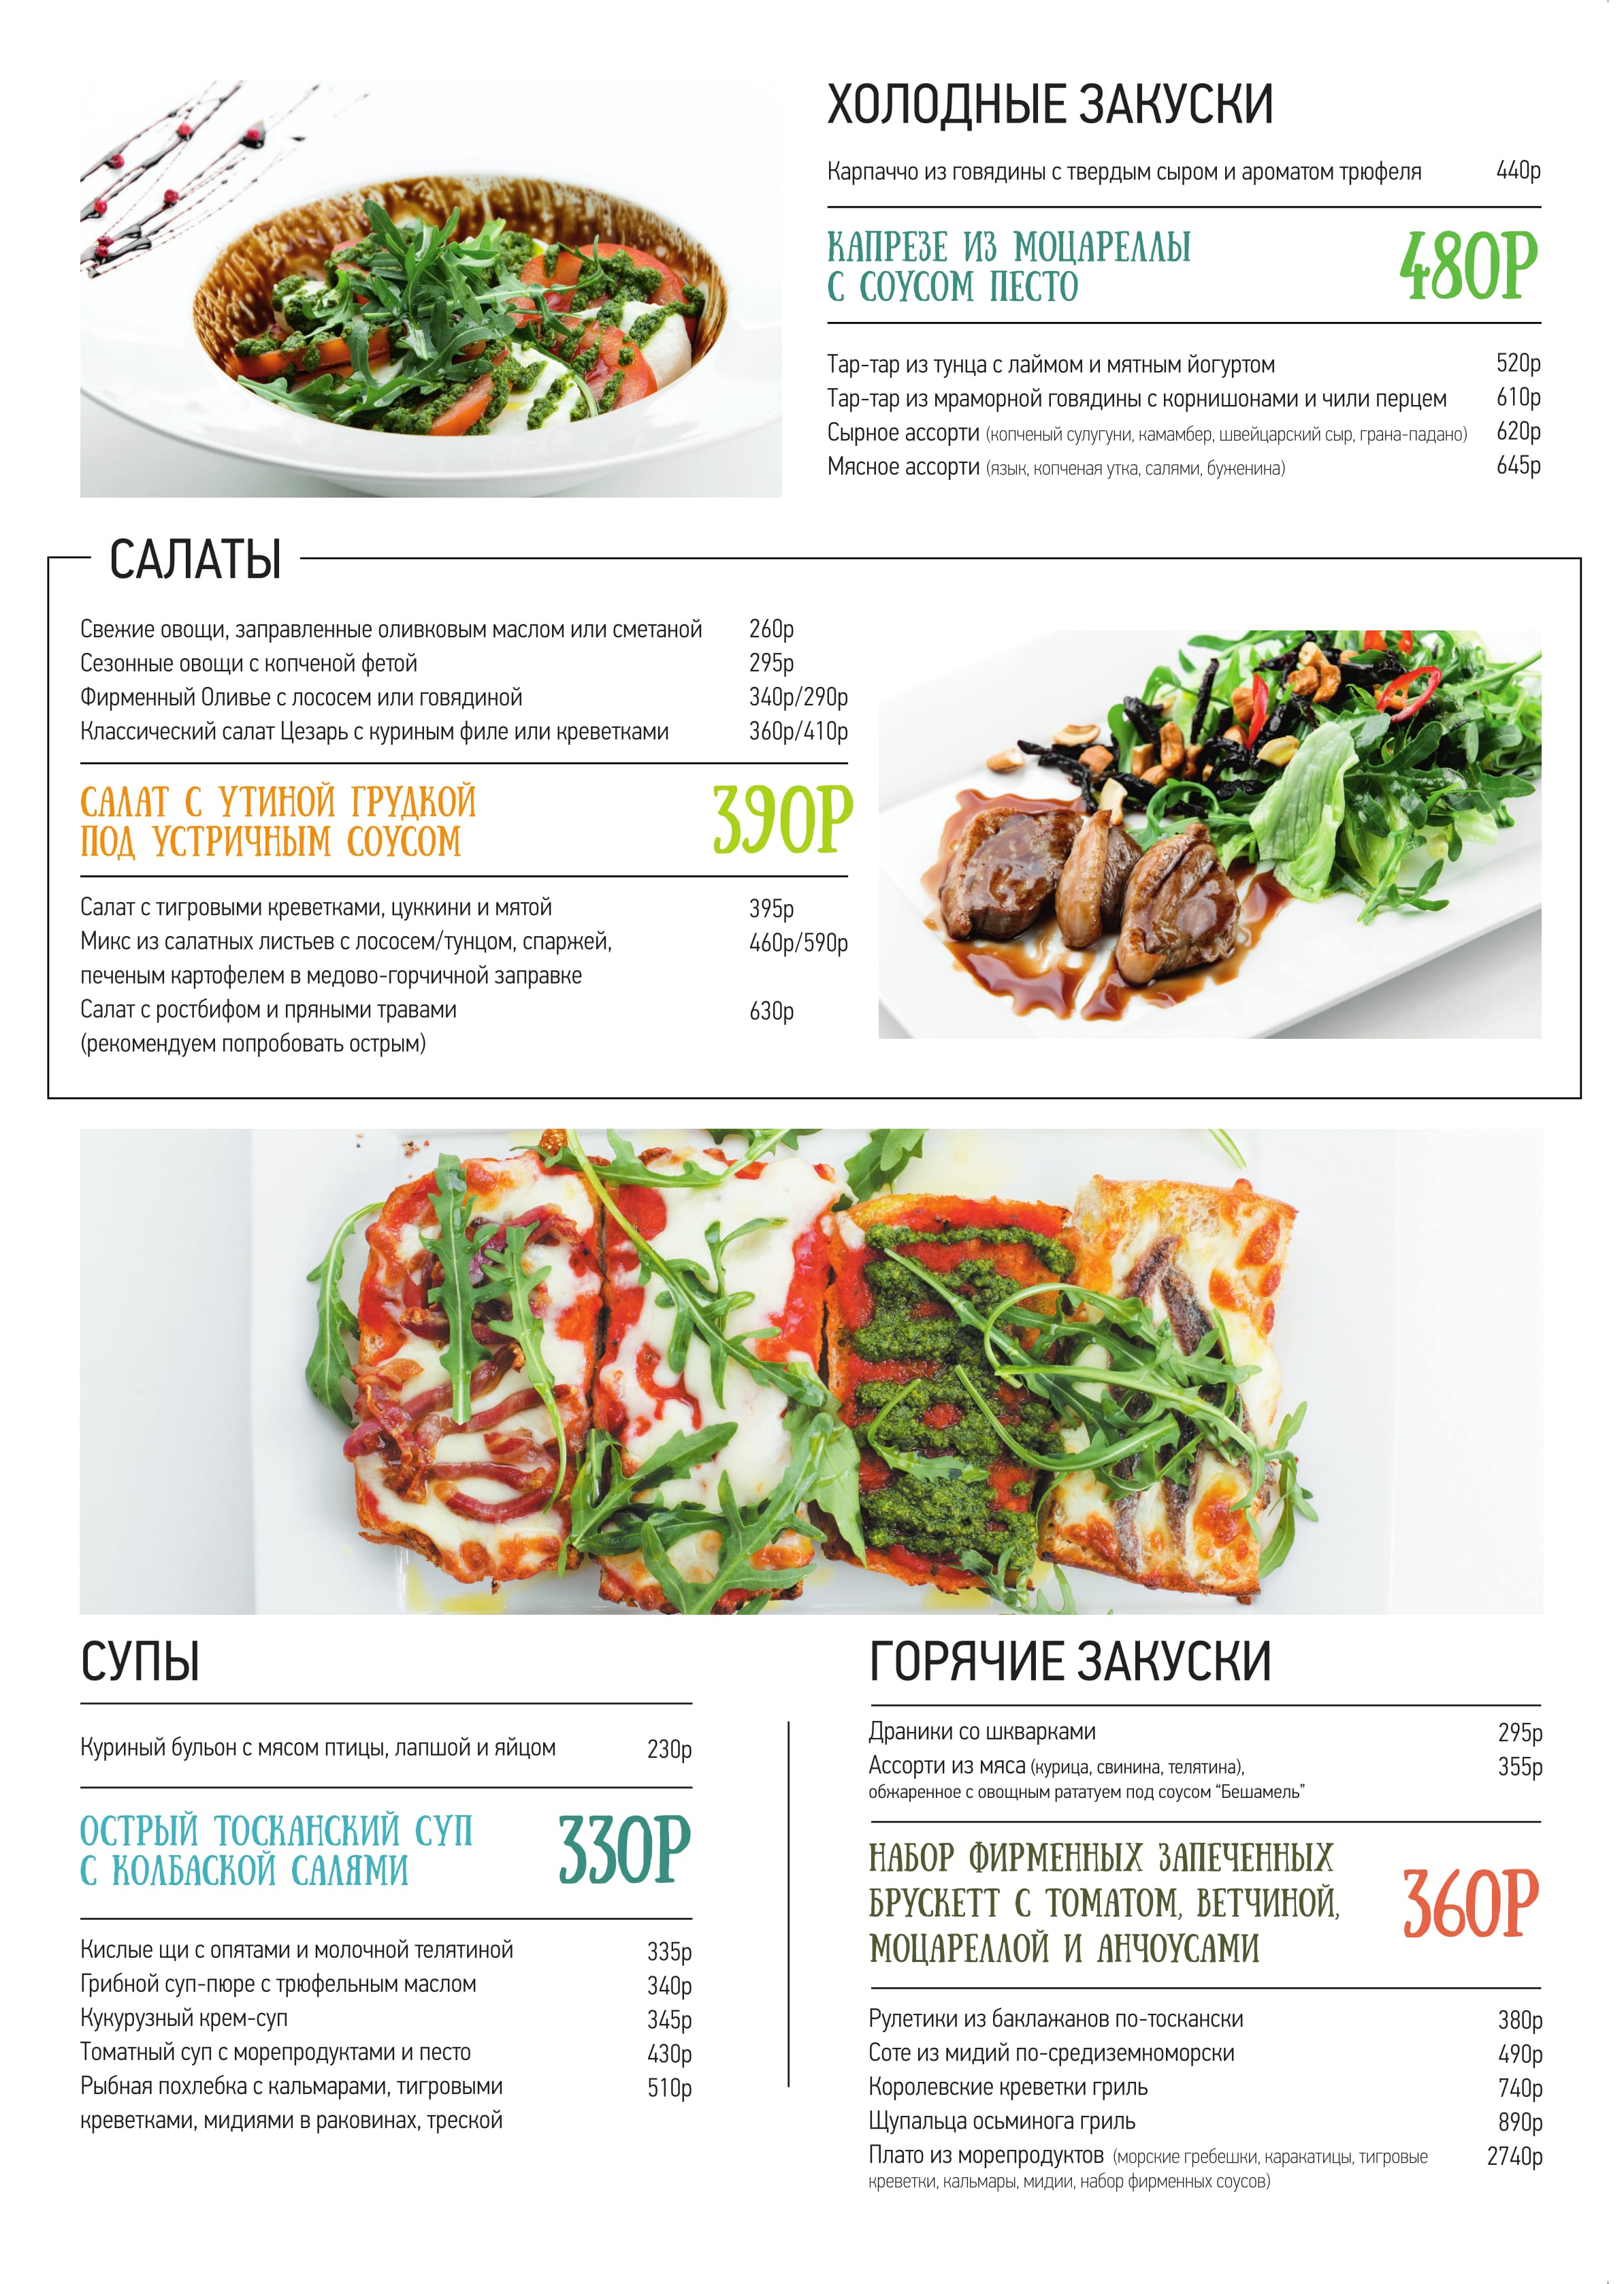 ХОЛОДНЫЕ ЗАКУСКИ
Карпаччо из говядины с твердым сыром и ароматом трюфеля 440р
КАПРЕЗЕ ИЗ МОЦАРЕЛЛЫ
С СОУСОМ ПЕСТО
480Р
Тар-тар из тунца с лаймом и мятным йогуртом 520р
Тар-тар из мраморной говядины с корнишонами и чили перцем 610р
Сырное ассорти (копченый сулугуни, камамбер, швейцарский сыр, грана-падано) 620р
Мясное ассорти (язык, копченая утка, салями, буженина) 645р
САЛАТЫ
Свежие овощи, заправленные оливковым маслом или сметаной 260р
Сезонные овощи с копченой фетой 295р
Фирменный Оливье с лососем или говядиной 340р/290р
Классический салат Цезарь с куриным филе или креветками 360р/410р
САЛАТ С УТИНОЙ ГРУДКОЙ
ПОД УСТРИЧНЫМ СОУСОМ
390Р
Салат с тигровыми креветками, цуккини и мятой 395р
Микс из салатных листьев с лососем/тунцом, спаржей, 460р/590р
печеным картофелем в медово-горчичной заправке
Салат с ростбифом и пряными травами 630р
(рекомендуем попробовать острым)
СУПЫ
Куриный бульон с мясом птицы, лапшой и яйцом 230р
ОСТРЫЙ ТОСКАНСКИЙ СУП
С КОЛБАСКОЙ САЛЯМИ
330Р
Кислые щи с опятами и молочной телятиной 335р
Грибной суп-пюре с трюфельным маслом 340р
Кукурузный крем-суп 345р
Томатный суп с морепродуктами и песто 430р
Рыбная похлебка с кальмарами, тигровыми 510р
креветками, мидиями в раковинах, треской
ГОРЯЧИЕ ЗАКУСКИ
Драники со шкварками 295р
Ассорти из мяса (курица, свинина, телятина), 355р
обжаренное с овощным рататуем под соусом “Бешамель”
НАБОР ФИРМЕННЫХ ЗАПЕЧЕННЫХ
БРУСКЕТТ С ТОМАТОМ, ВЕТЧИНОЙ,
МОЦАРЕЛЛОЙ И АНЧОУСАМИ
360Р
Рулетики из баклажанов по-тоскански 380р
Соте из мидий по-средиземноморски 490р
Королевские креветки гриль 740р
Щупальца осьминога гриль 890р
Плато из морепродуктов (морские гребешки, каракатицы, тигровые 2740р
креветки, кальмары, мидии, набор фирменных соусов)